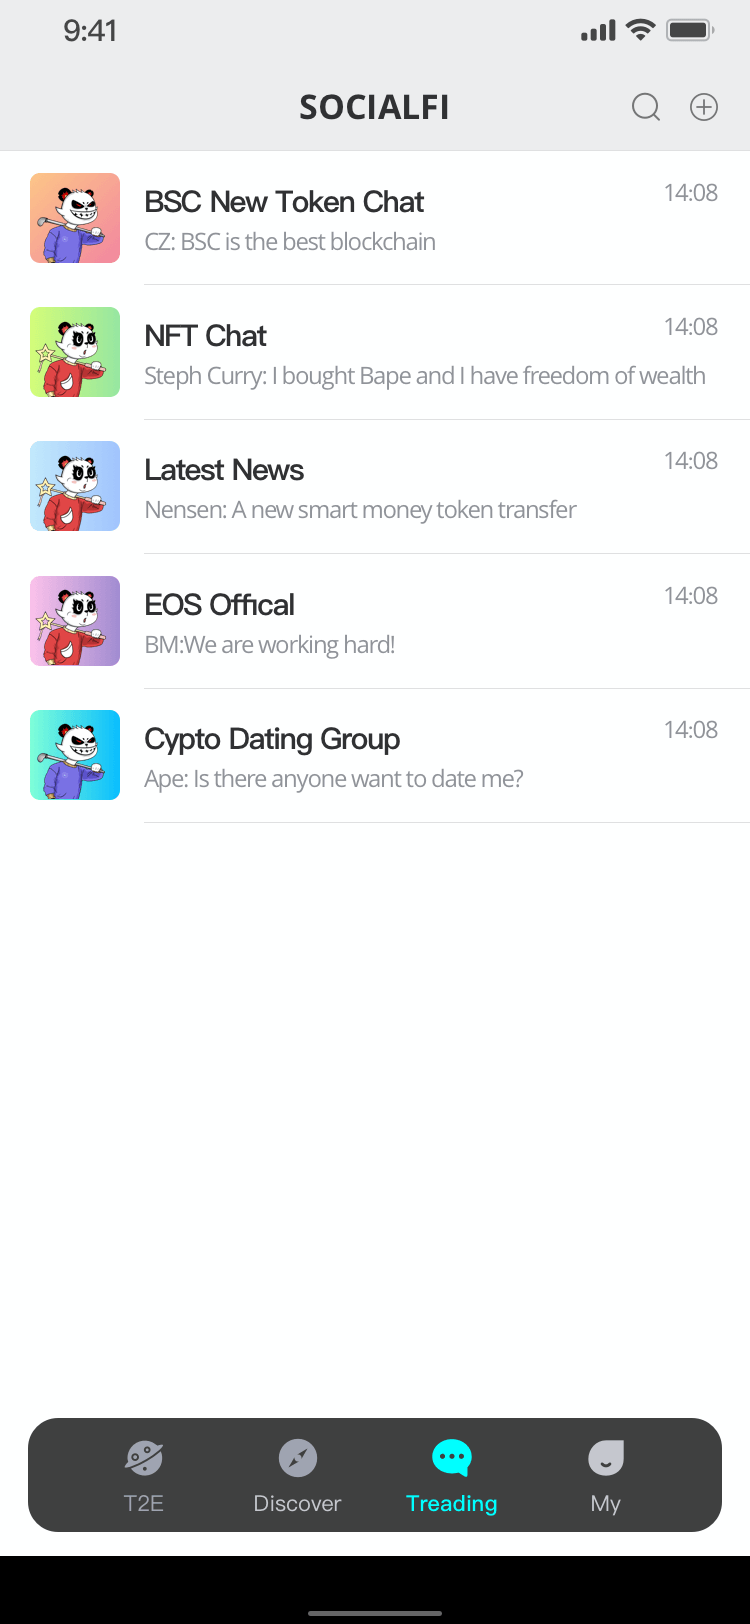 9:41
SOCIALFI
BSC New Token Chat
14:08
CZ: BSC is the best blockchain
NFT Chat
14:08
Steph Curry: I bought Bape and I have freedom of wealth
Latest News
14:08
Nensen: A new smart money token transfer
EOS Offical
14:08
BM:We are working hard!
Cypto Dating Group
14:08
Ape: Is there anyone want to date me?
T2E
Discover
Treading
My